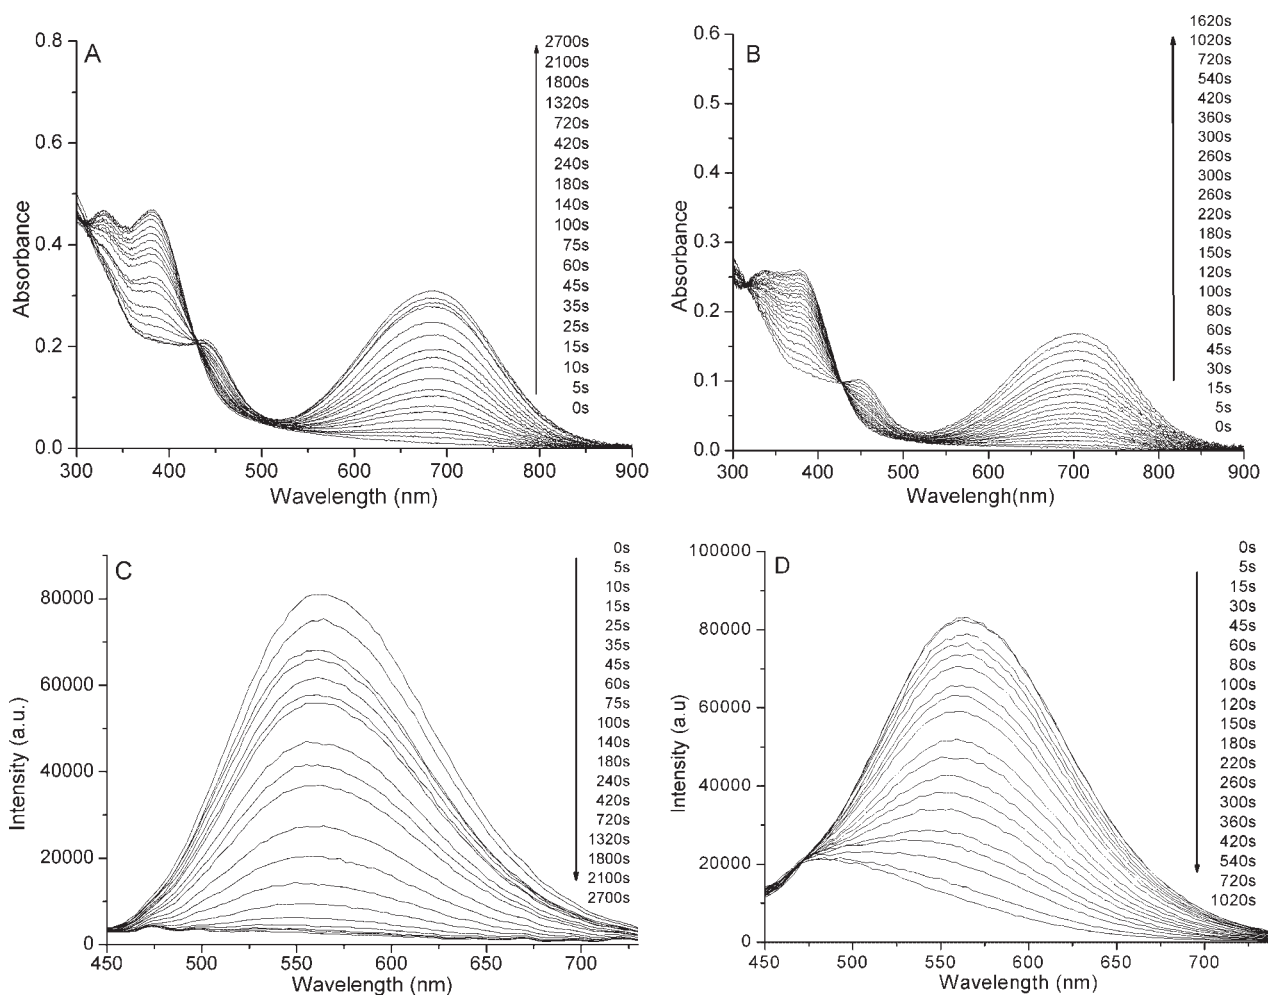 A
0.8
0.6
0.4
0.2
0.0
Absorbance
300
400
500
600
700
800
900
Wavelength (nm)
2700s
2100s
1800s
1320s
720s
420s
240s
180s
140s
100s
75s
60s
45s
35s
25s
15s
10s
5s
0s
B
0.6
0.5
0.4
0.3
0.2
0.1
0.0
Absorbance
300
400
500
600
700
800
900
Wavelengh(nm)
1620s
1020s
720s
540s
420s
360s
300s
260s
300s
260s
220s
180s
150s
120s
100s
80s
60s
45s
30s
15s
5s
0s
C
80000
60000
40000
20000
0
Intensity (a.u.)
450
500
550
600
650
700
Wavelength (nm)
0s
5s
10s
15s
25s
35s
45s
60s
75s
100s
140s
180s
240s
420s
720s
1320s
1800s
2100s
2700s
D
100000
80000
60000
40000
20000
0
Intensity (a.u)
450
500
550
600
650
700
Wavelength (nm)
0s
5s
15s
30s
45s
60s
80s
100s
120s
150s
180s
220s
260s
300s
360s
420s
540s
720s
1020s